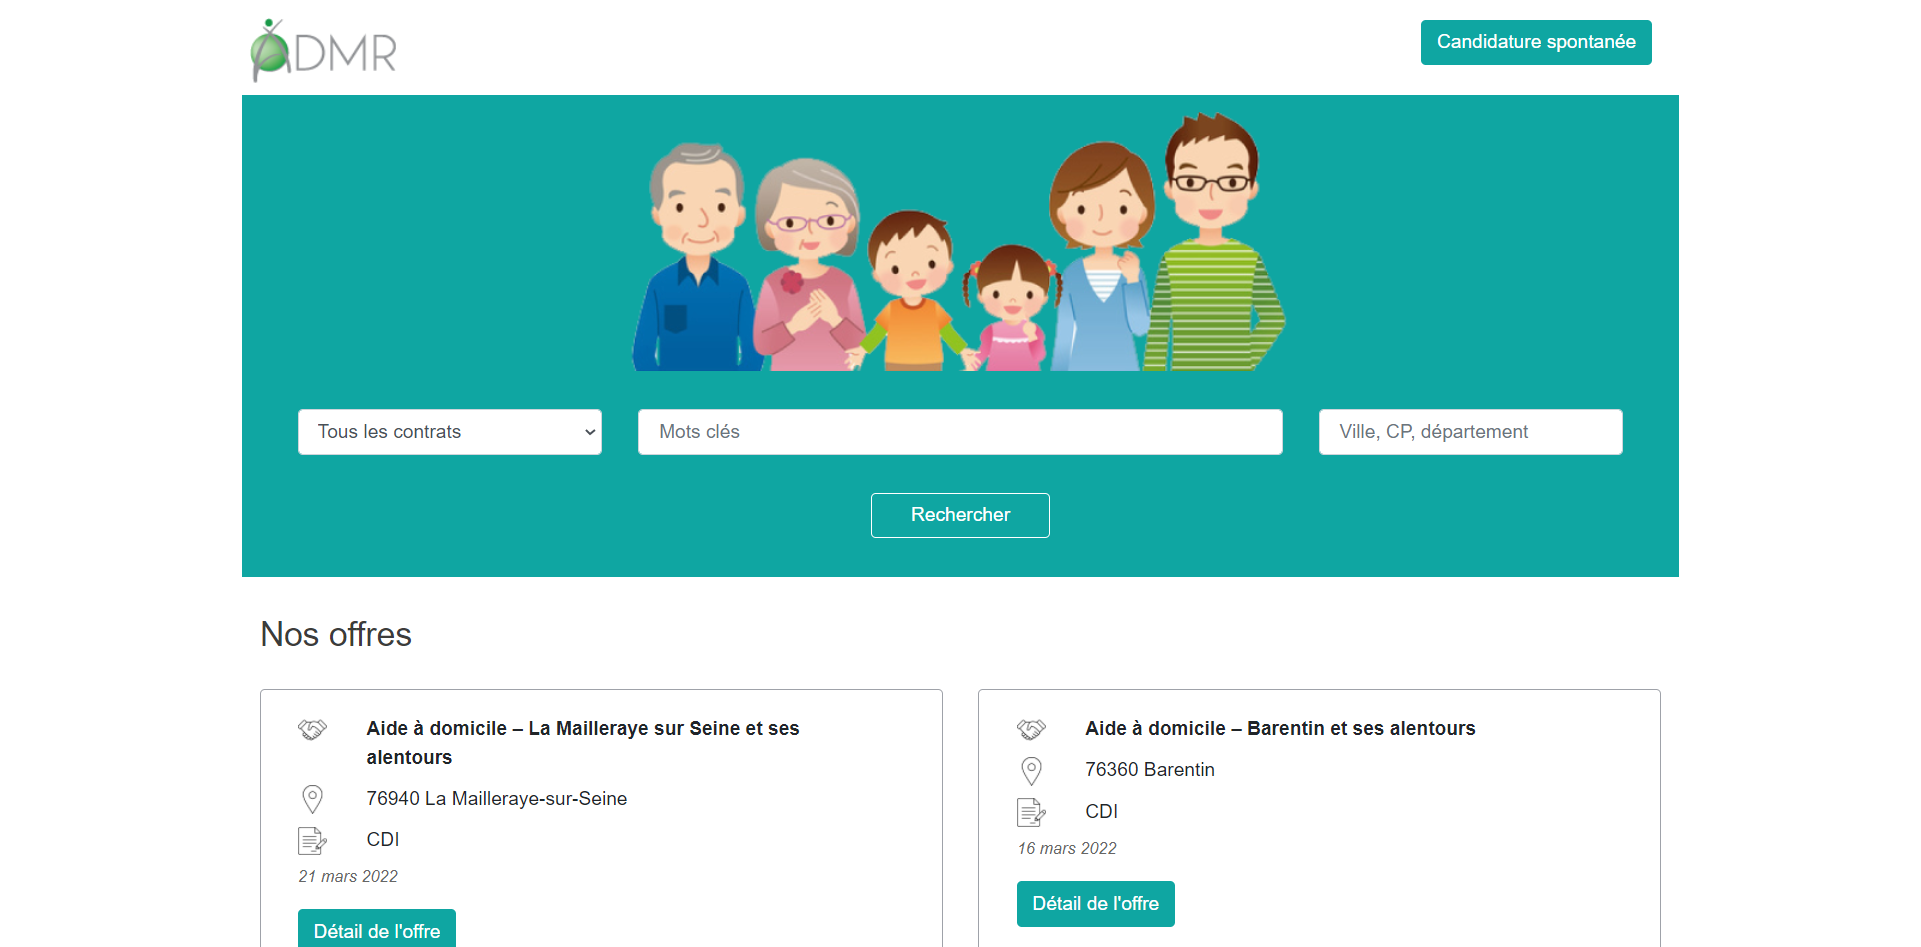 ADMR
Candidature spontanée
Tous les contrats
Mots clés
Ville, CP, département
Rechercher
Nos offres
Aide à domicile – La Mailleraye sur Seine et ses
alentours
76940 La Mailleraye-sur-Seine
CDI
21 mars 2022
Détail de l'offre
Aide à domicile – Barentin et ses alentours
76360 Barentin
CDI
16 mars 2022
Détail de l'offre